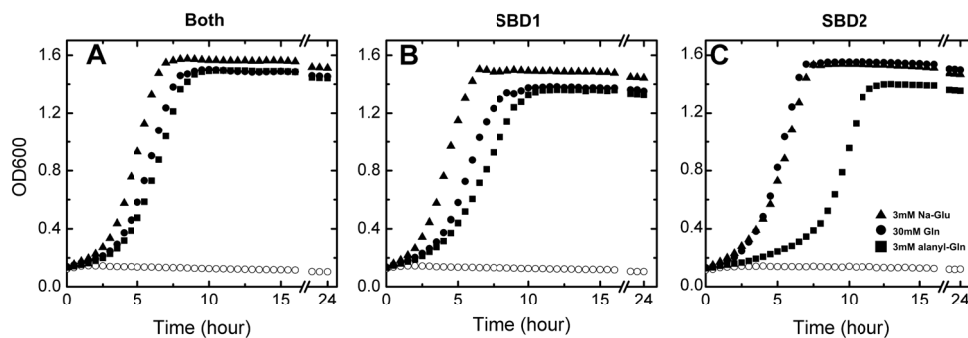 Both
SBD1
SBD2
A
B
C
OD600
1.6
1.2
0.8
0.4
0.0
0 5 10 15 24
Time (hour)
1.6
1.2
0.8
0.4
0.0
0 5 10 15 24
Time (hour)
1.6
1.2
0.8
0.4
0.0
0 5 10 15 24
Time (hour)
3mM Na-Glu
30mM Gln
3mM alanyl-Gln